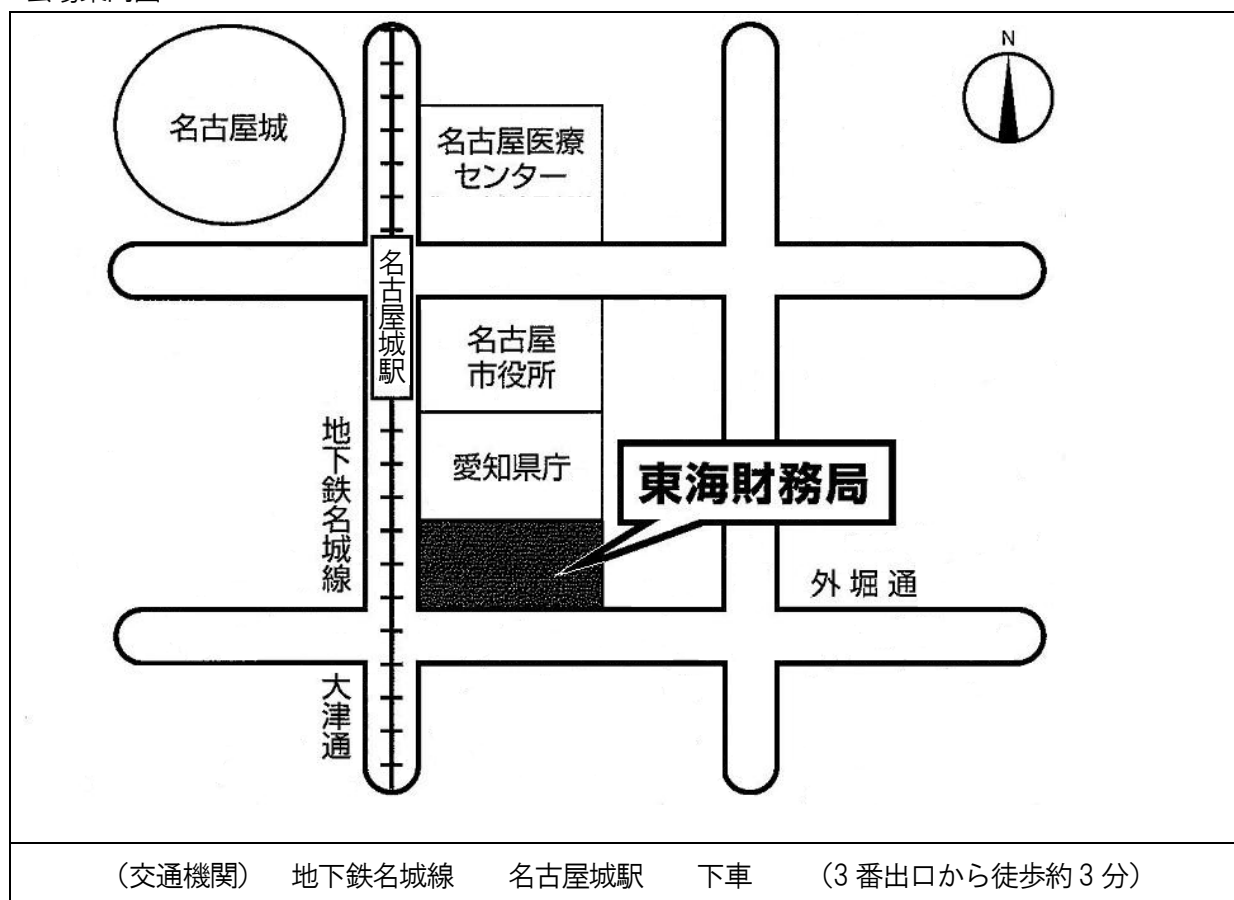 N
名古屋城
名古屋医療
センター
名古屋城駅
名古屋
市役所
愛知県庁
東海財務局
地下鉄名城線
外堀通
大津通
（交通機関） 地下鉄名城線 名古屋城駅 下車 （3番出口から徒歩約3分）